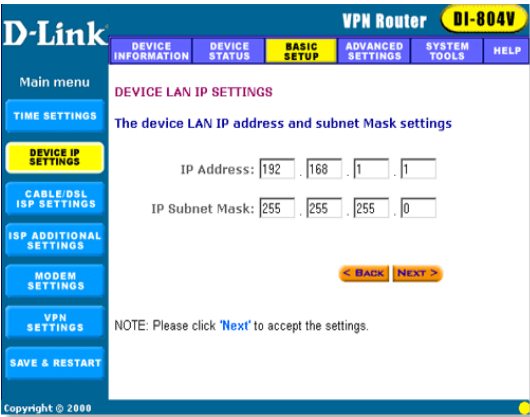 D-Link
VPN Router DI-804V
DEVICE INFORMATION
DEVICE STATUS
BASIC SETUP
ADVANCED SETTINGS
SYSTEM TOOLS
HELP
Main menu
TIME SETTINGS
DEVICE IP SETTINGS
CABLE/DSL ISP SETTINGS
ISP ADDITIONAL SETTINGS
MODEM SETTINGS
VPN SETTINGS
SAVE & RESTART
DEVICE LAN IP SETTINGS
The device LAN IP address and subnet Mask settings
IP Address: 192 . 168 . 1 . 1
IP Subnet Mask: 255 . 255 . 255 . 0
< BACK NEXT >
NOTE: Please click 'Next' to accept the settings.
Copyright © 2000